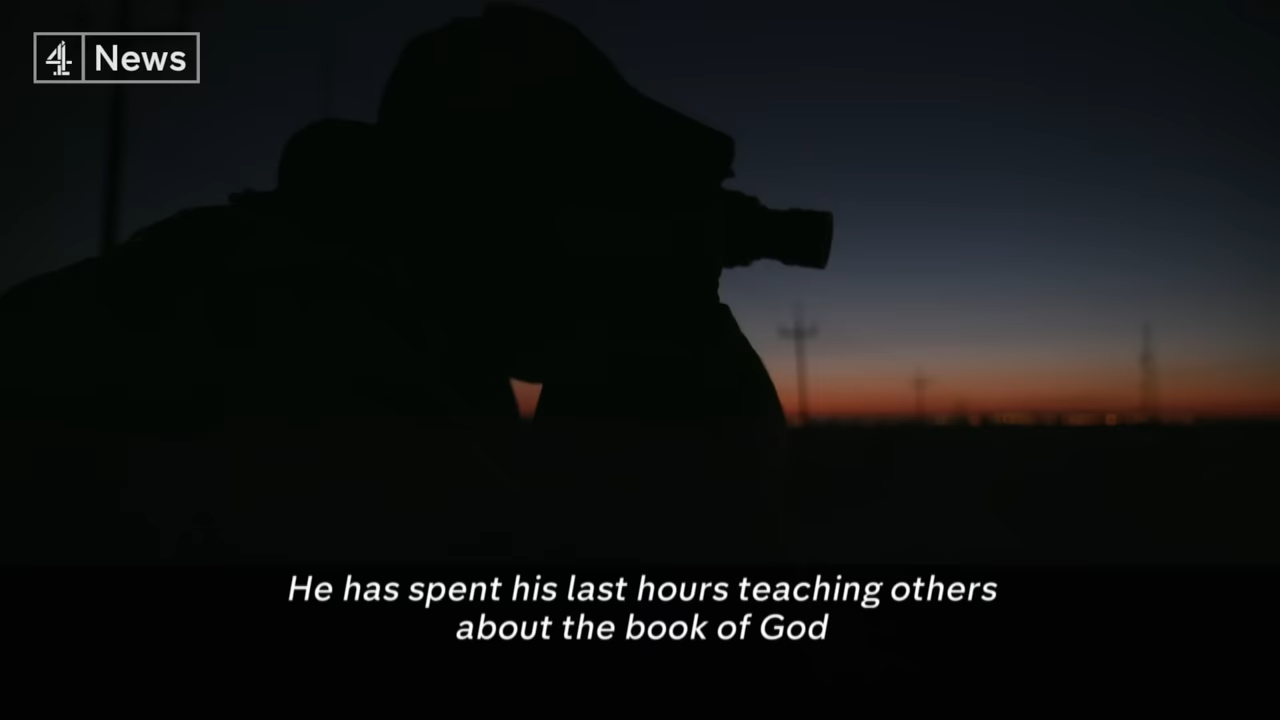 4 News
He has spent his last hours teaching others
about the book of God